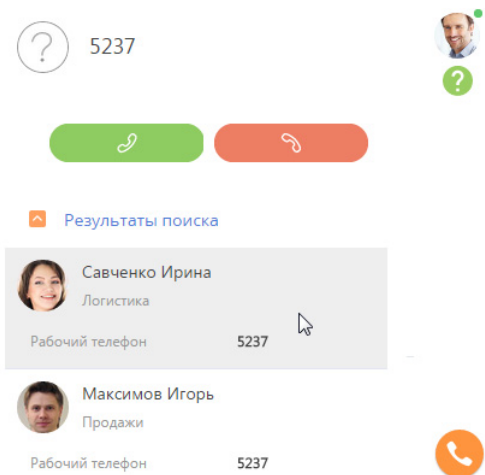 5237
Результаты поиска
Савченко Ирина
Логистика
Рабочий телефон 5237
Максимов Игорь
Продажи
Рабочий телефон 5237